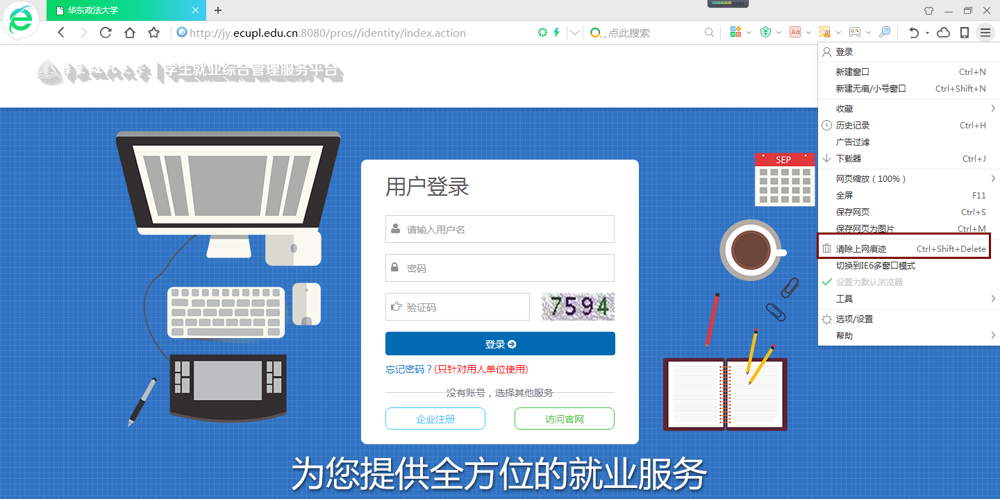 华东政法大学
http://jy.ecupl.edu.cn:8080/pros//identity/index.action
点此搜索
Ad
学生就业综合管理服务平台
登录
新建窗口 Ctrl+N
新建无痕/小号窗口 Ctrl+Shift+N
收藏
历史记录 Ctrl+H
广告过滤
下载器 Ctrl+J
网页缩放（100%）
全屏 F11
保存网页 Ctrl+S
保存网页为图片 Ctrl+M
清除上网痕迹 Ctrl+Shift+Delete
切换到IE6多窗口模式
设置为默认浏览器
工具
选项/设置
帮助
SEP
用户登录
请输入用户名
密码
验证码
7594
登录
忘记密码？(只针对用人单位使用)
没有账号，选择其他服务
企业注册 访问官网
为您提供全方位的就业服务